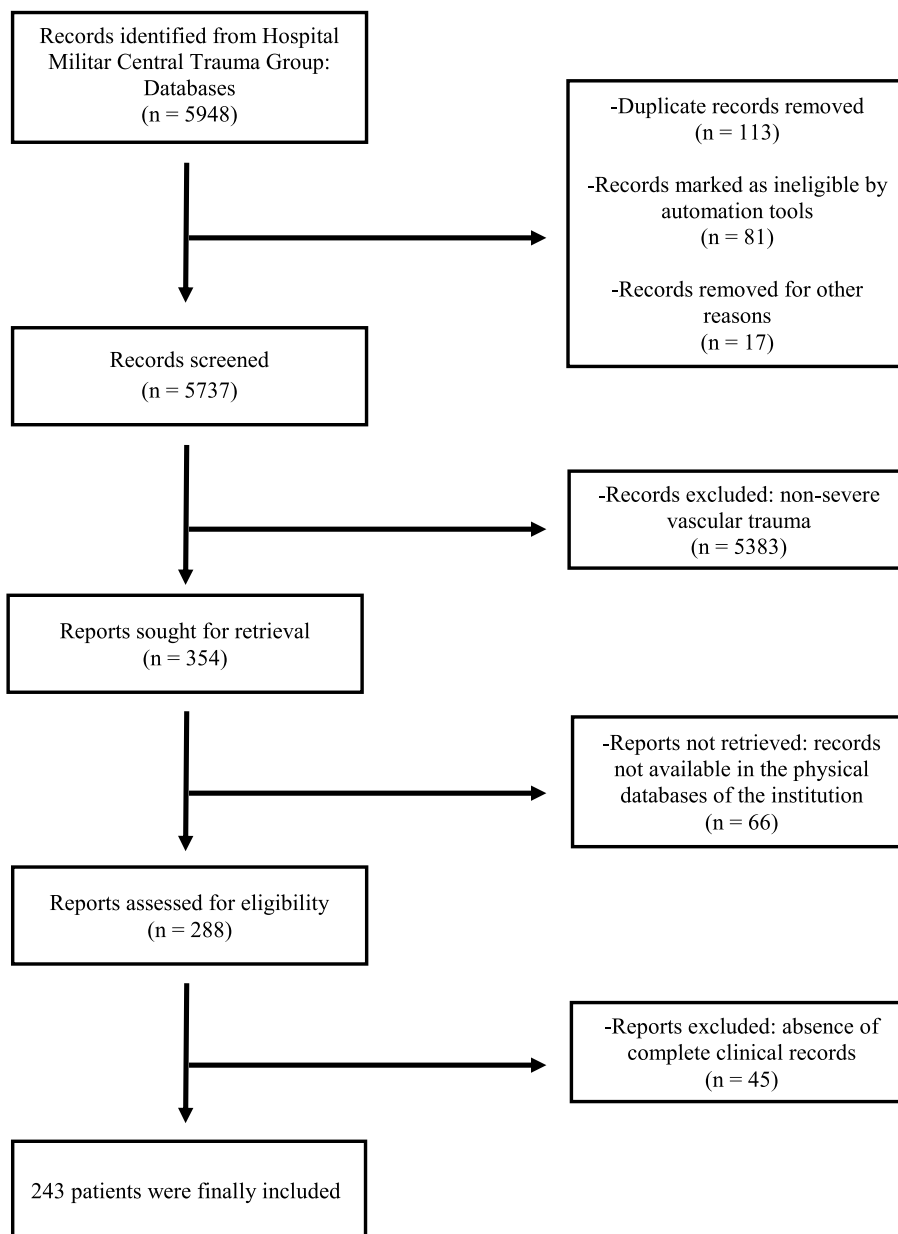 Records identified from Hospital
Militar Central Trauma Group:
Databases
(n = 5948)
-Duplicate records removed
(n = 113)
-Records marked as ineligible by
automation tools
(n = 81)
-Records removed for other
reasons
(n = 17)
Records screened
(n = 5737)
-Records excluded: non-severe
vascular trauma
(n = 5383)
Reports sought for retrieval
(n = 354)
-Reports not retrieved: records
not available in the physical
databases of the institution
(n = 66)
Reports assessed for eligibility
(n = 288)
-Reports excluded: absence of
complete clinical records
(n = 45)
243 patients were finally included